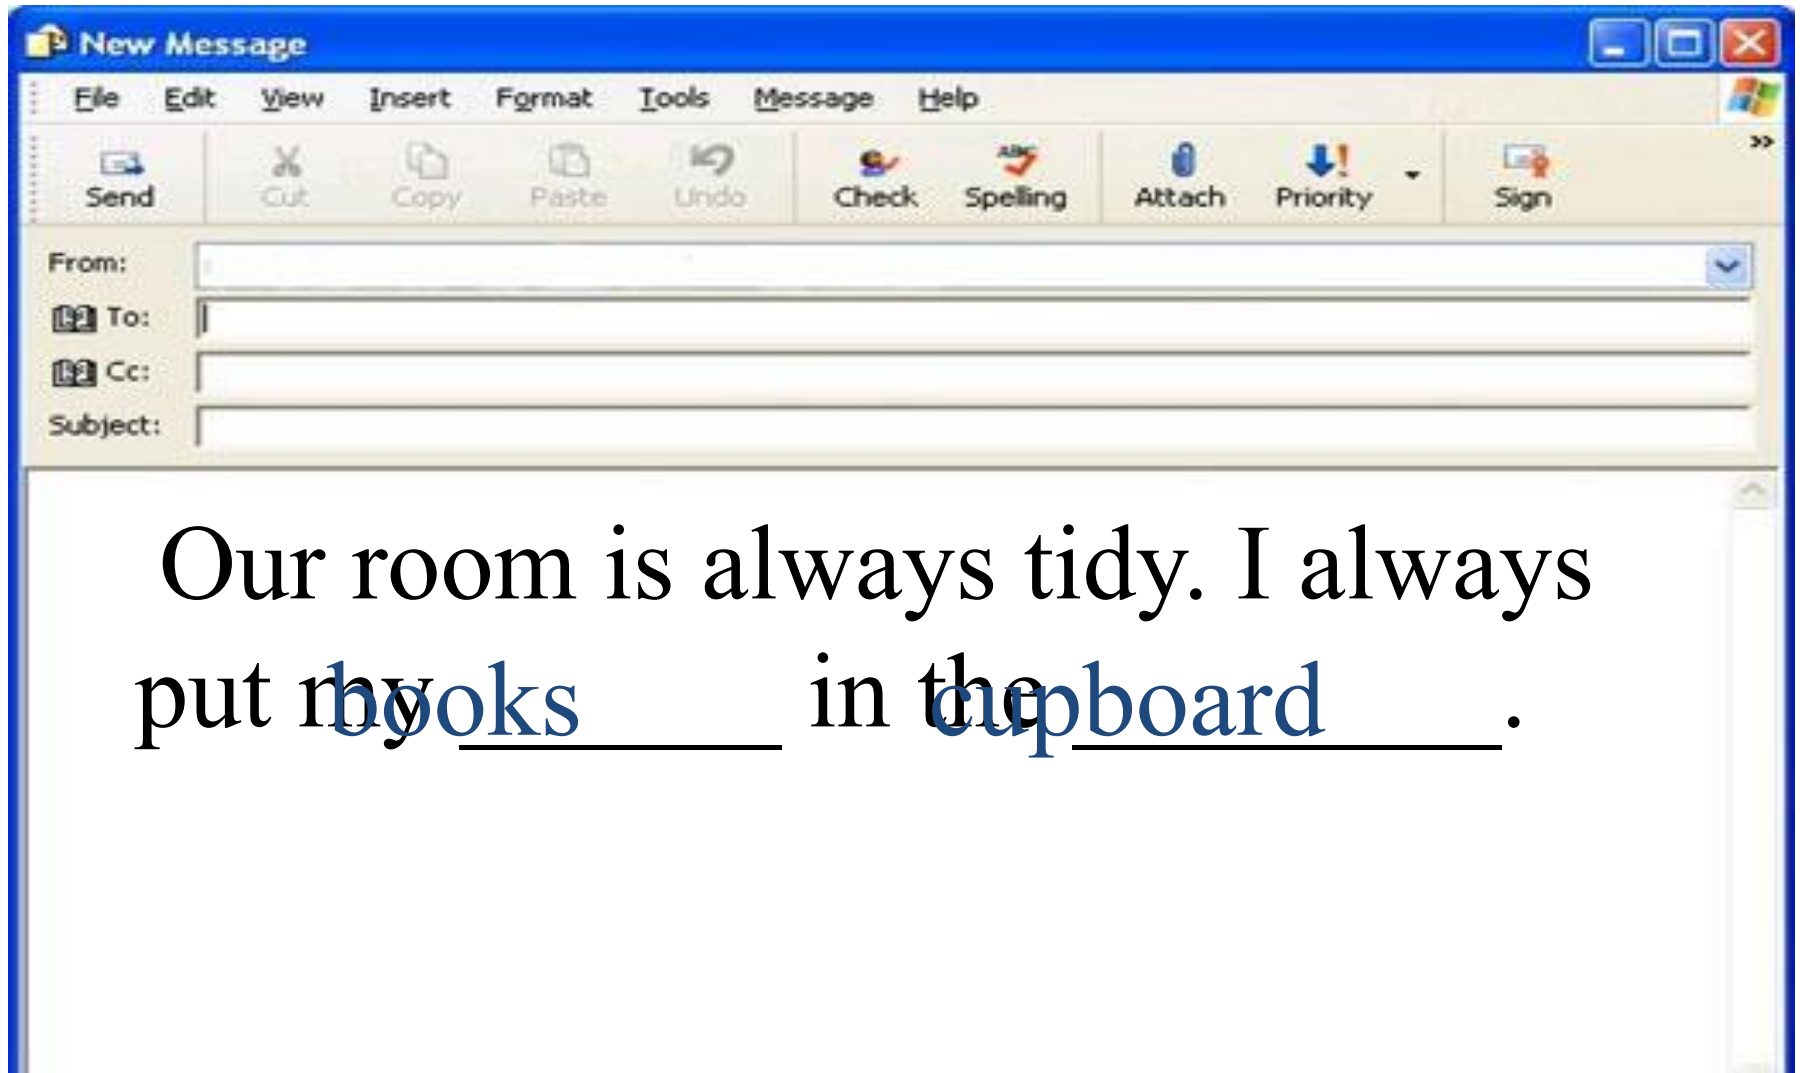 New Message
File Edit View Insert Format Tools Message Help
Send Cut Copy Paste Undo Check Spelling Attach Priority Sign
From:
To:
Cc:
Subject:
Our room is always tidy. I always
put my books in the cupboard.